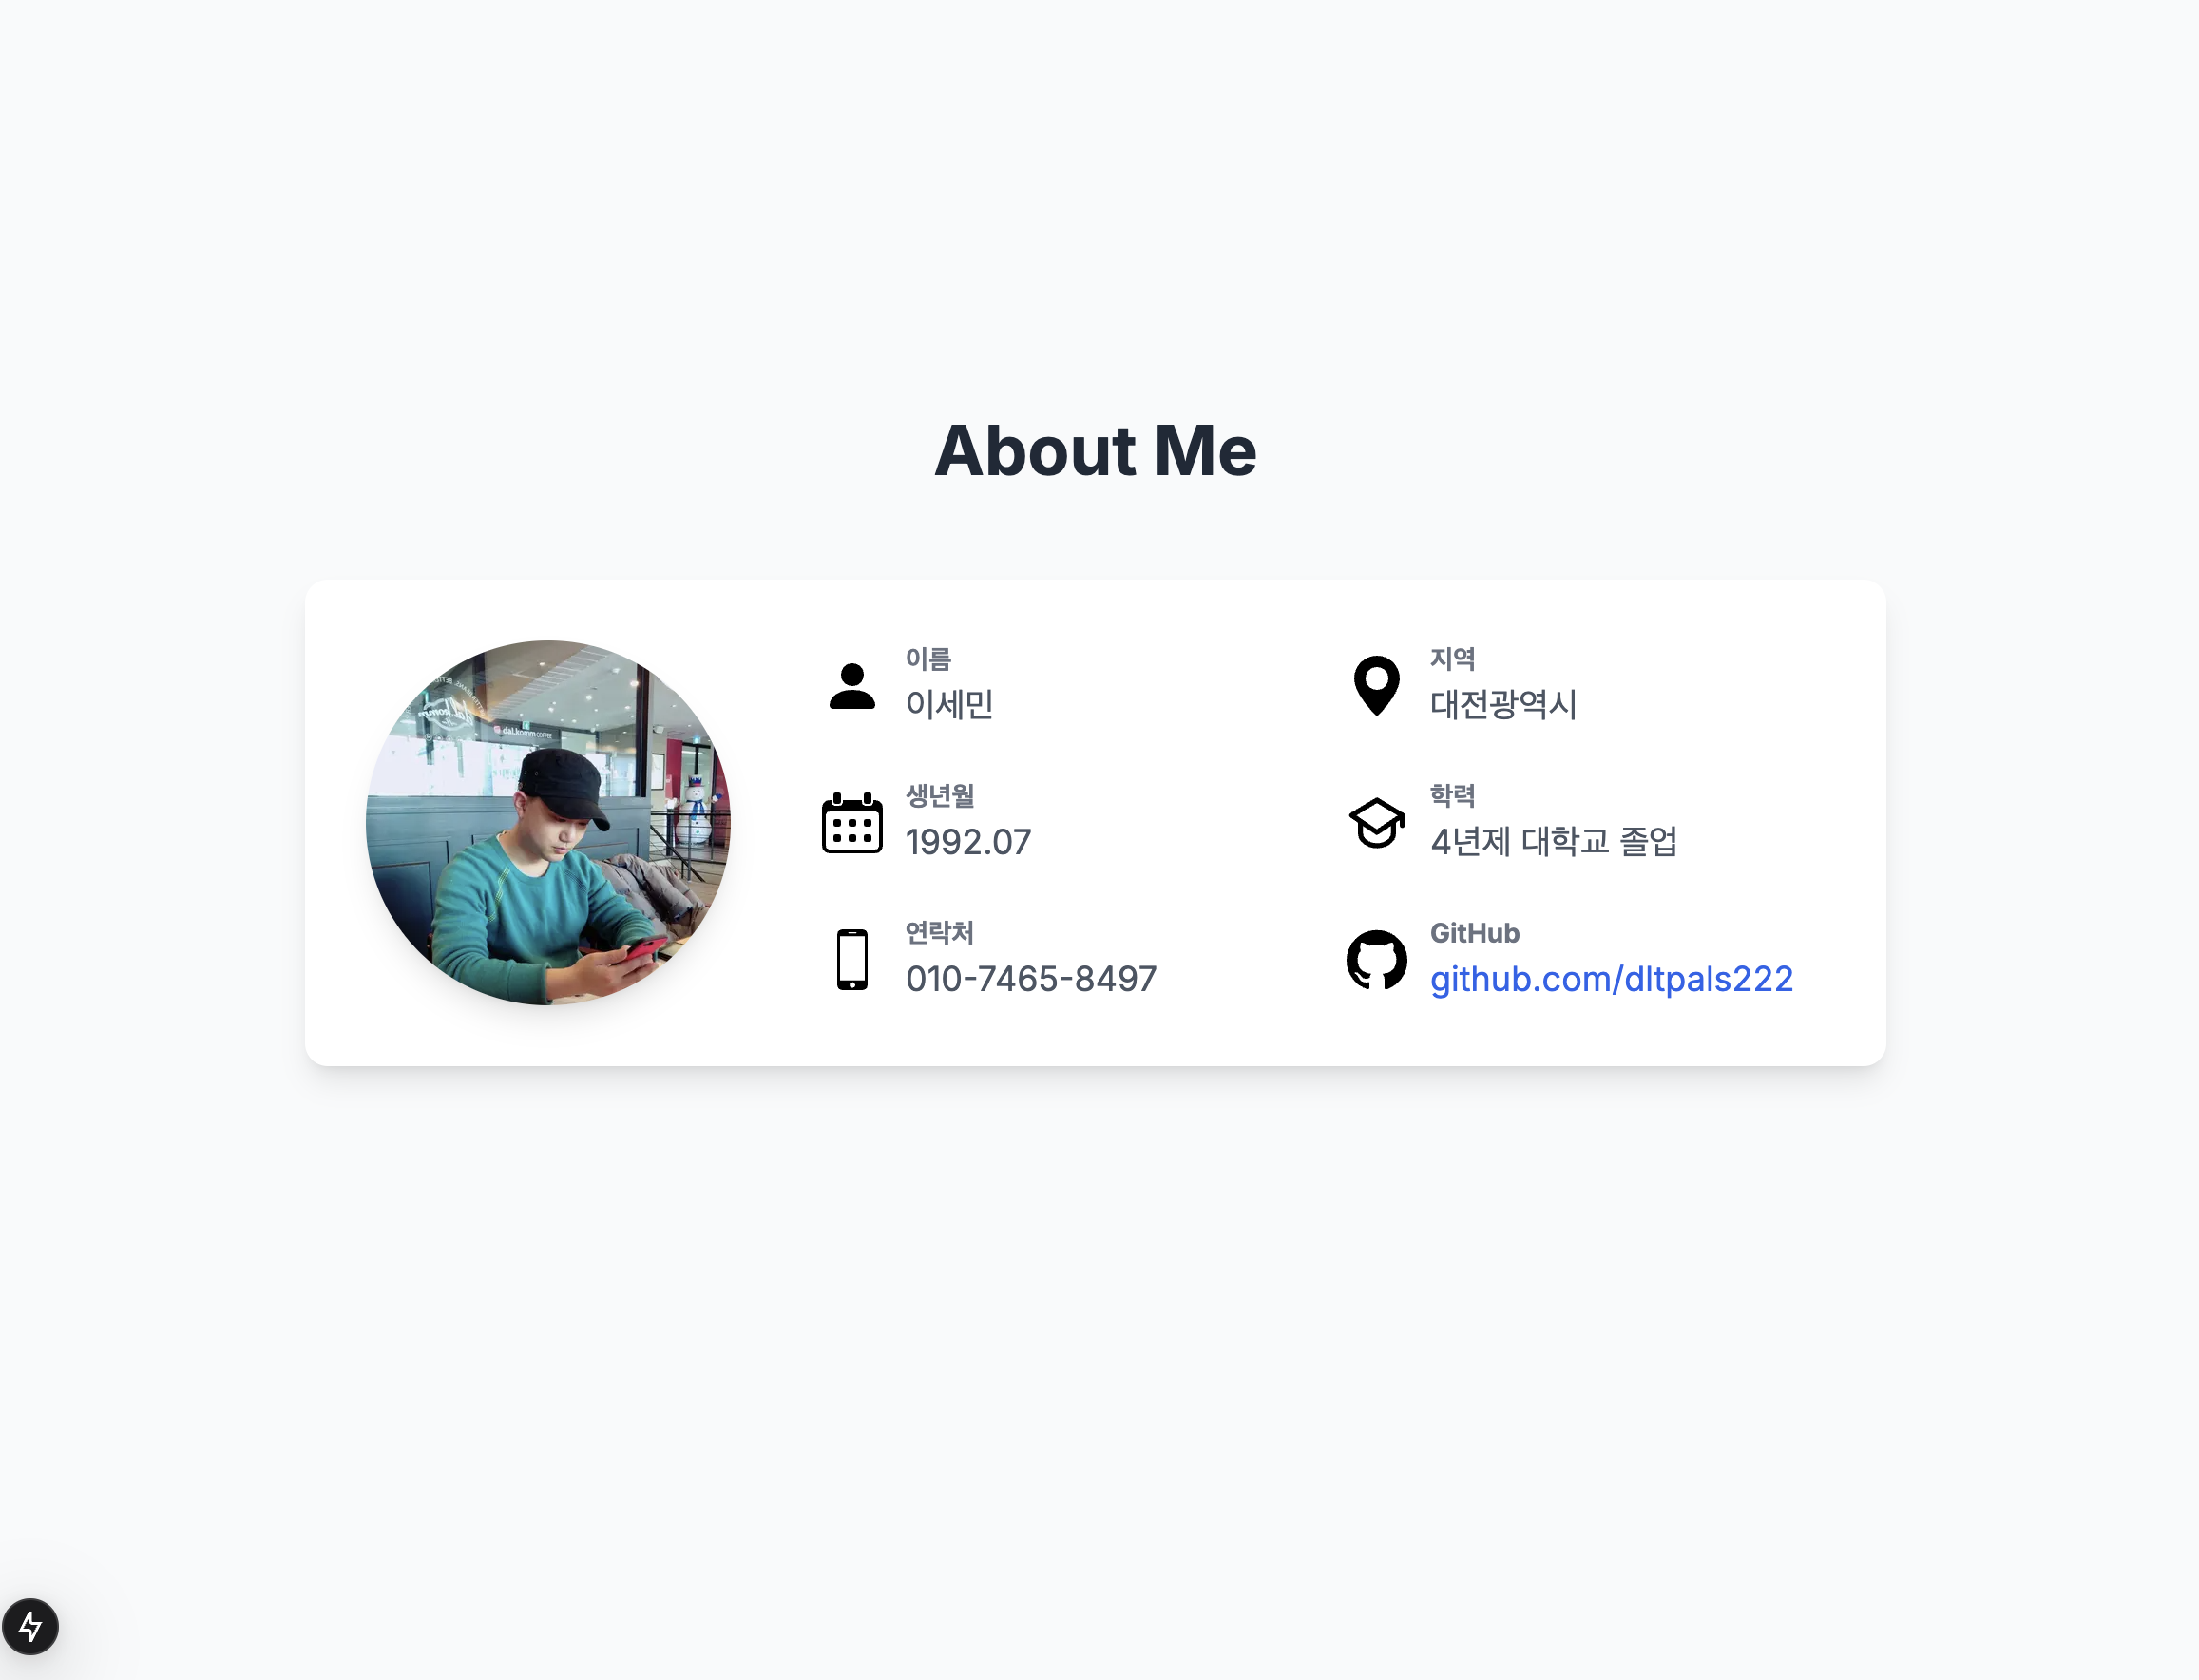 About Me
dal.komm COFFEE
이름
이세민
지역
대전광역시
생년월
1992.07
학력
4년제 대학교 졸업
연락처
010-7465-8497
GitHub
github.com/dltpals222